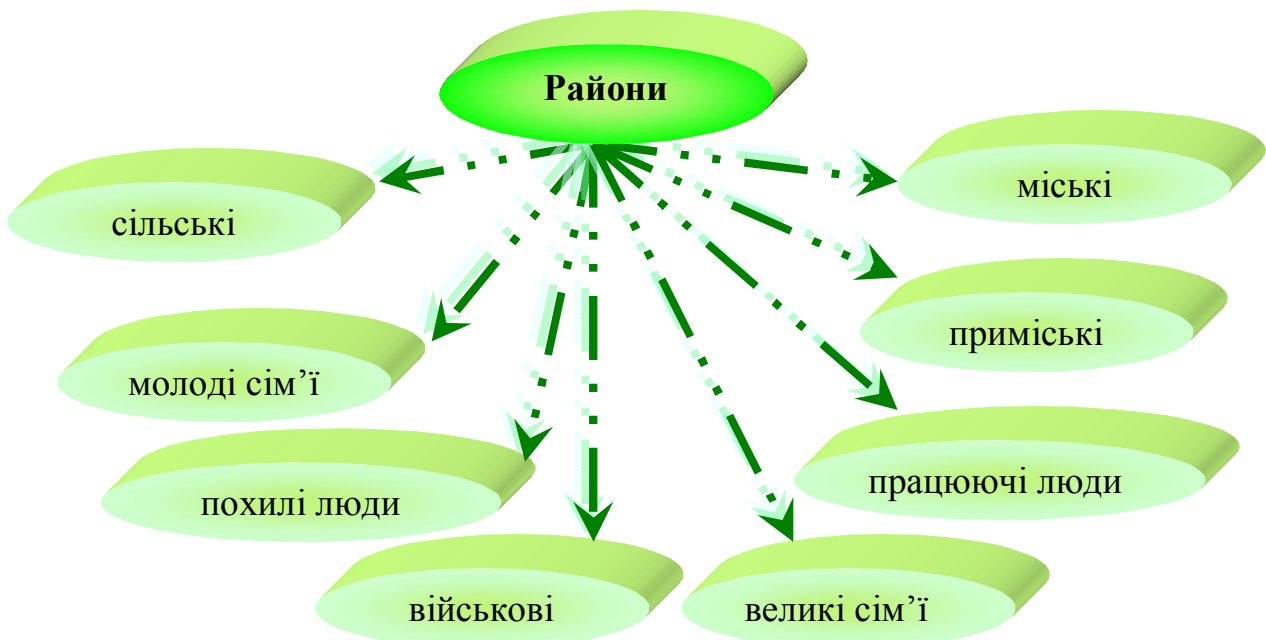 Райони
міські
сільські
приміські
молоді сім’ї
працюючі люди
похилі люди
військові
великі сім’ї